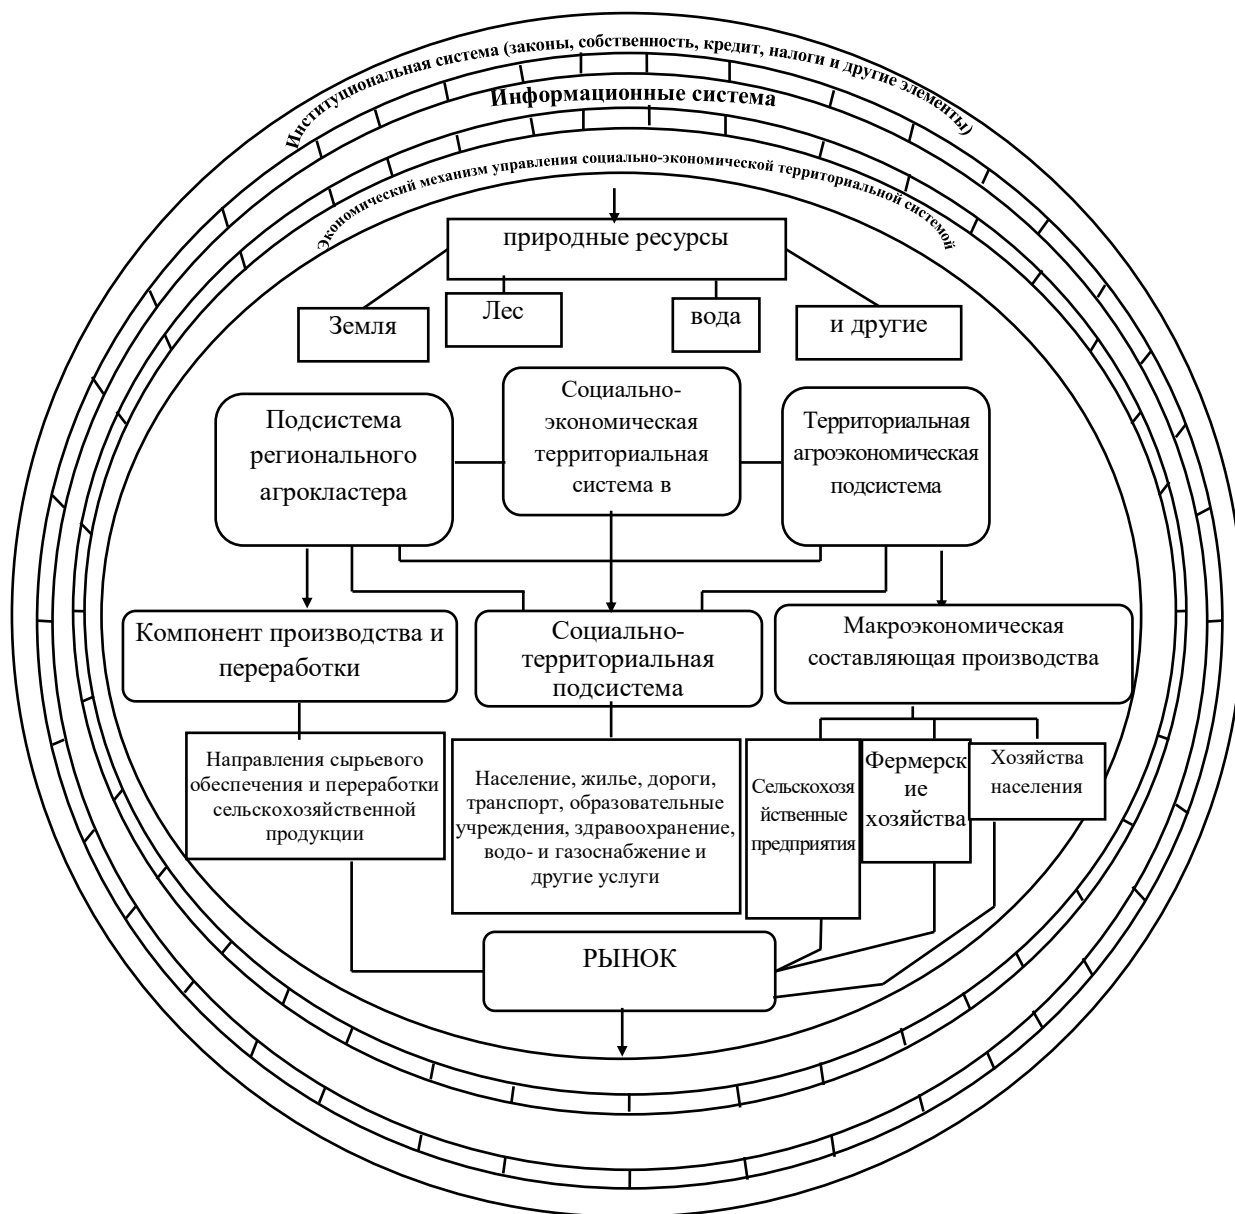 Институциональная система (законы, собственность, кредит, налоги и другие элементы)
Информационные система
Экономический механизм управления социально-экономической территориальной системой
природные ресурсы
Земля
Лес
вода
и другие
Подсистема
регионального
агрокластера
Социально-
экономическая
территориальная
система в
Территориальная
агроэкономическая
подсистема
Компонент производства и
переработки
Социально-
территориальная
подсистема
Макроэкономическая
составляющая производства
Направления сырьевого
обеспечения и переработки
сельскохозяйственной
продукции
Население, жилье, дороги,
транспорт, образовательные
учреждения, здравоохранение,
водо- и газоснабжение и
другие услуги
Сельскохозя
йственные
предприятия
Фермерск
ие
хозяйства
Хозяйства
населения
РЫНОК